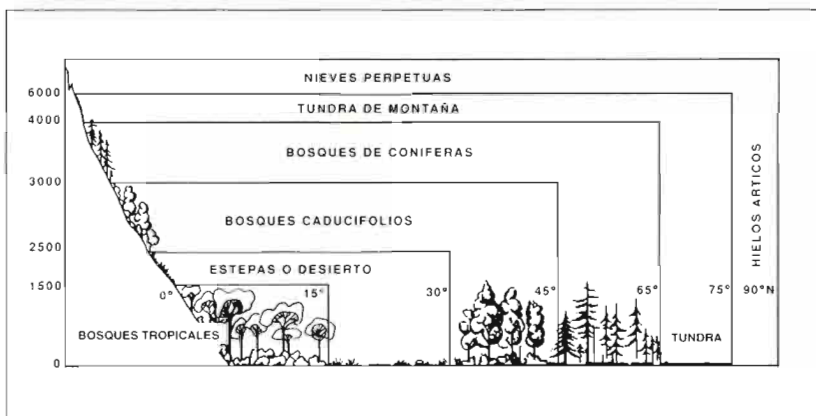 NIEVES PERPETUAS
6000
TUNDRA DE MONTAÑA
4000
BOSQUES DE CONIFERAS
3000
BOSQUES CADUCIFOLIOS
2500
ESTEPAS O DESIERTO
1500
0°
15°
30°
45°
65°
75°
90°N
HIELOS ARTICOS
BOSQUES TROPICALES
TUNDRA
0